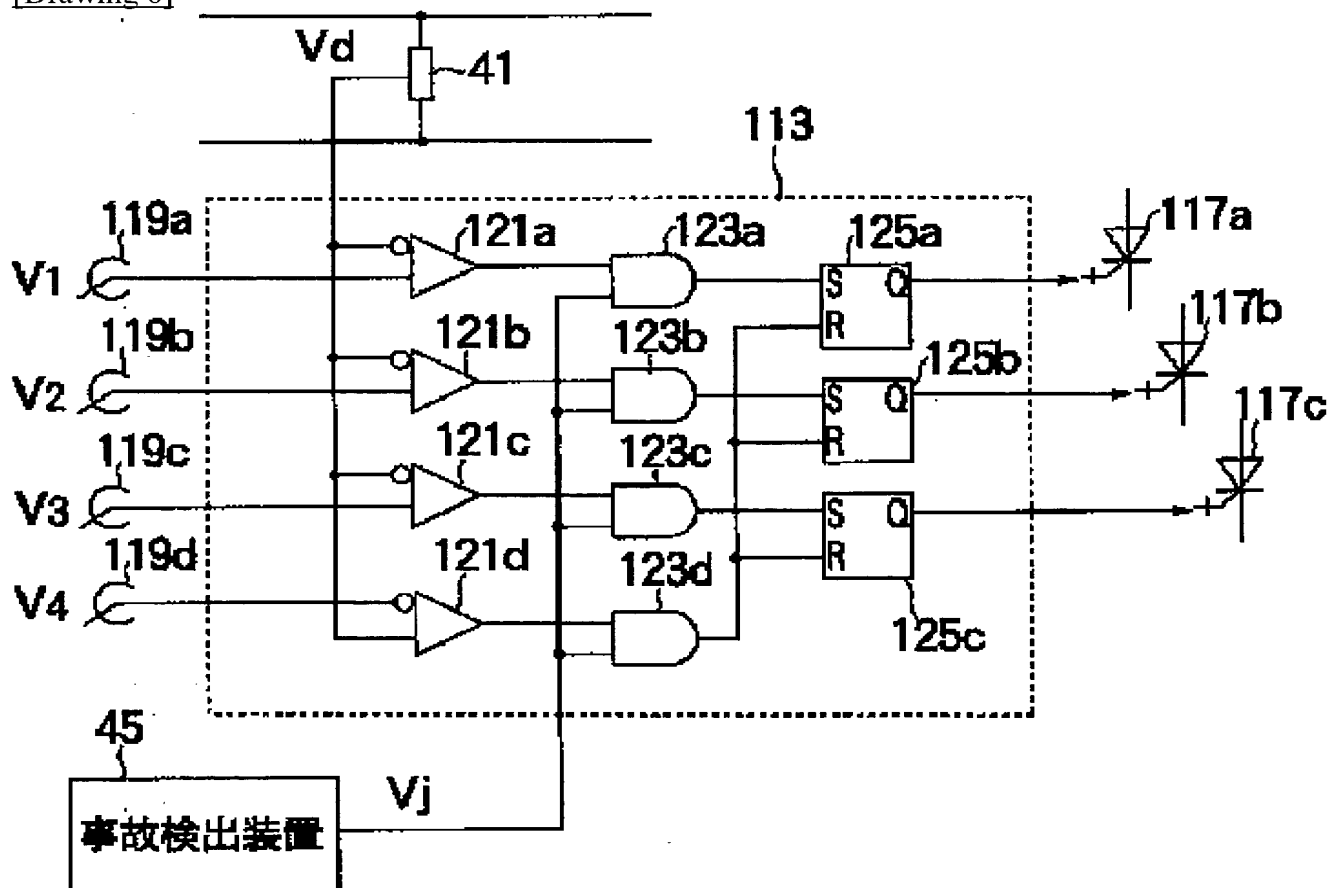 [Drawing 6]
Vd
41
113
119a
121a
123a
125a
117a
V1
S Q
R
119b
121b
123b
125b
117b
V2
S Q
R
119c
121c
123c
117c
V3
S Q
R
119d
121d
123d
125c
V4
45
Vj
事故検出装置